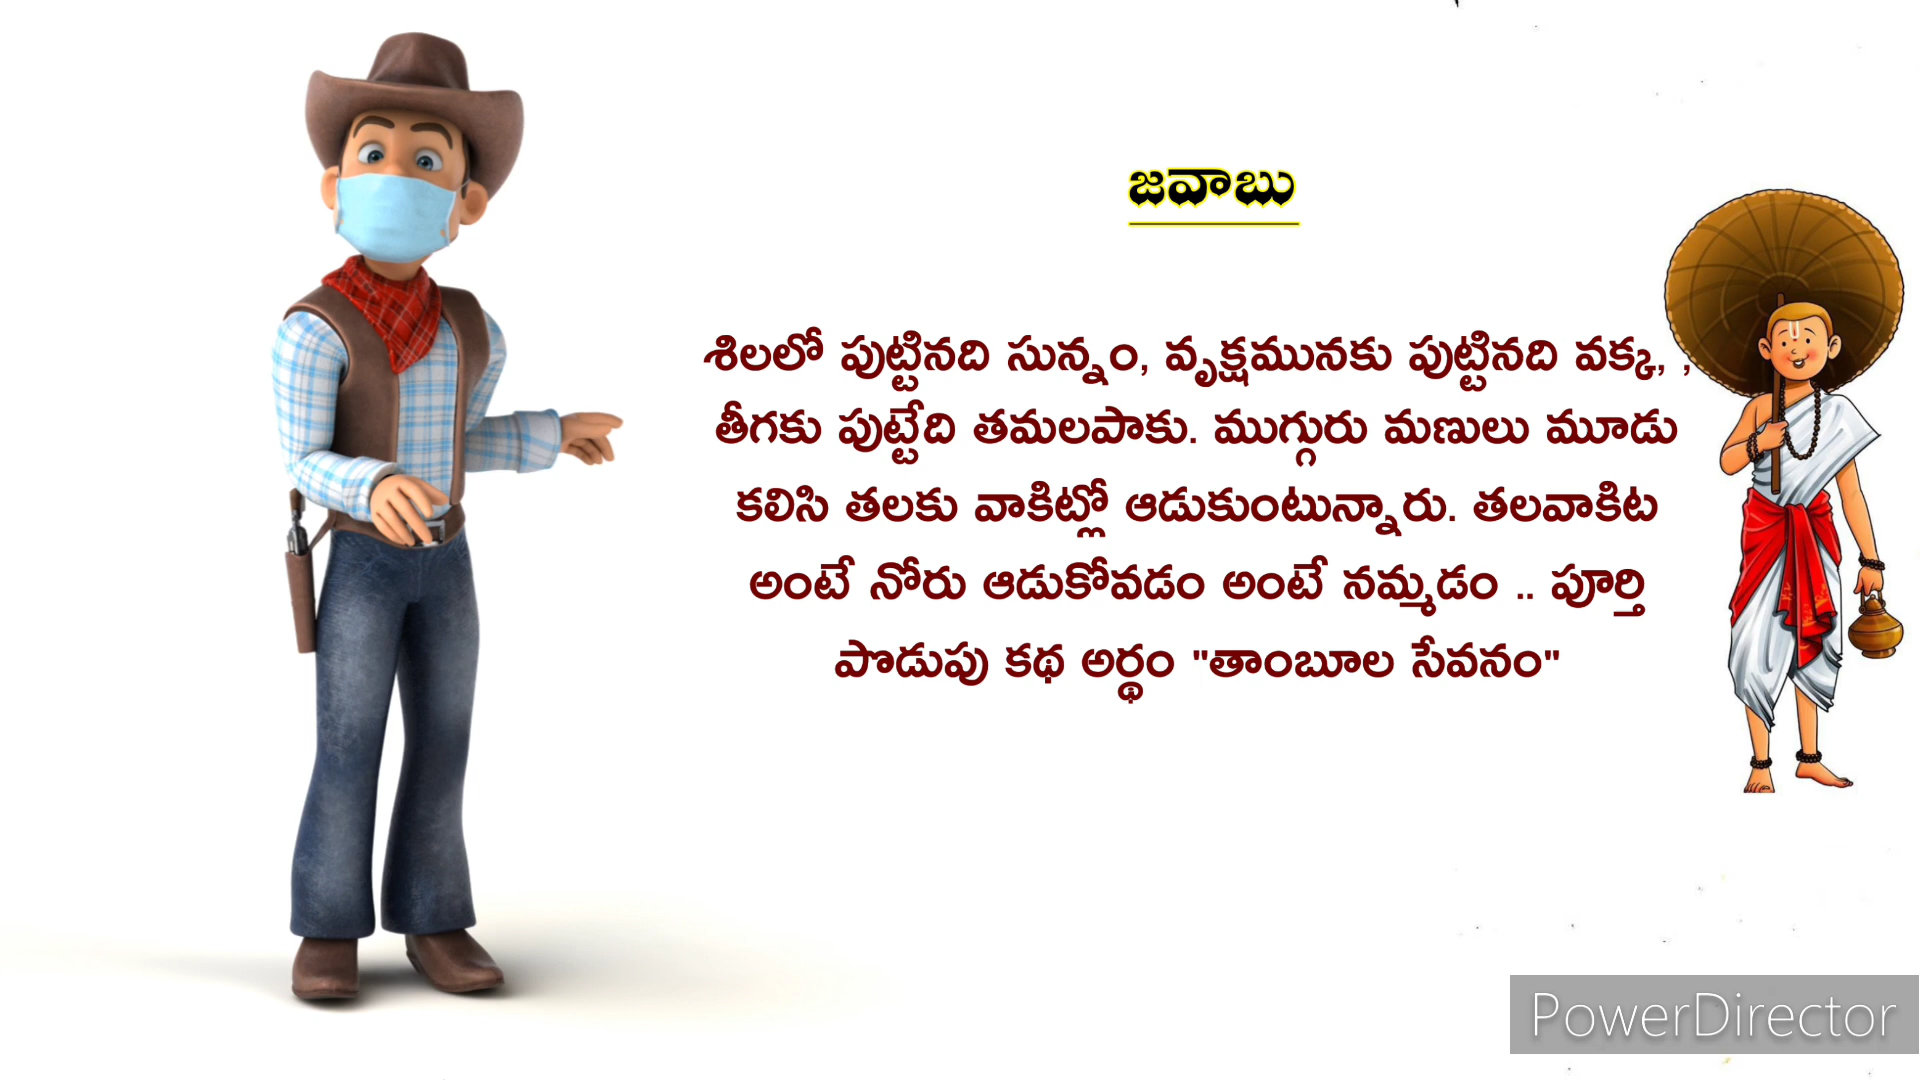 జవాబు
శిలలో పుట్టినది సున్నం, వృక్షమునకు పుట్టినది వక్క, ,
తీగకు పుట్టేది తమలపాకు. ముగ్గురు మణులు మూడు
కలిసి తలకు వాకిట్లో ఆడుకుంటున్నారు. తలవాకిట
అంటే నోరు ఆడుకోవడం అంటే నమ్మడం .. పూర్తి
పొడుపు కథ అర్థం "తాంబూల సేవనం"
PowerDirector